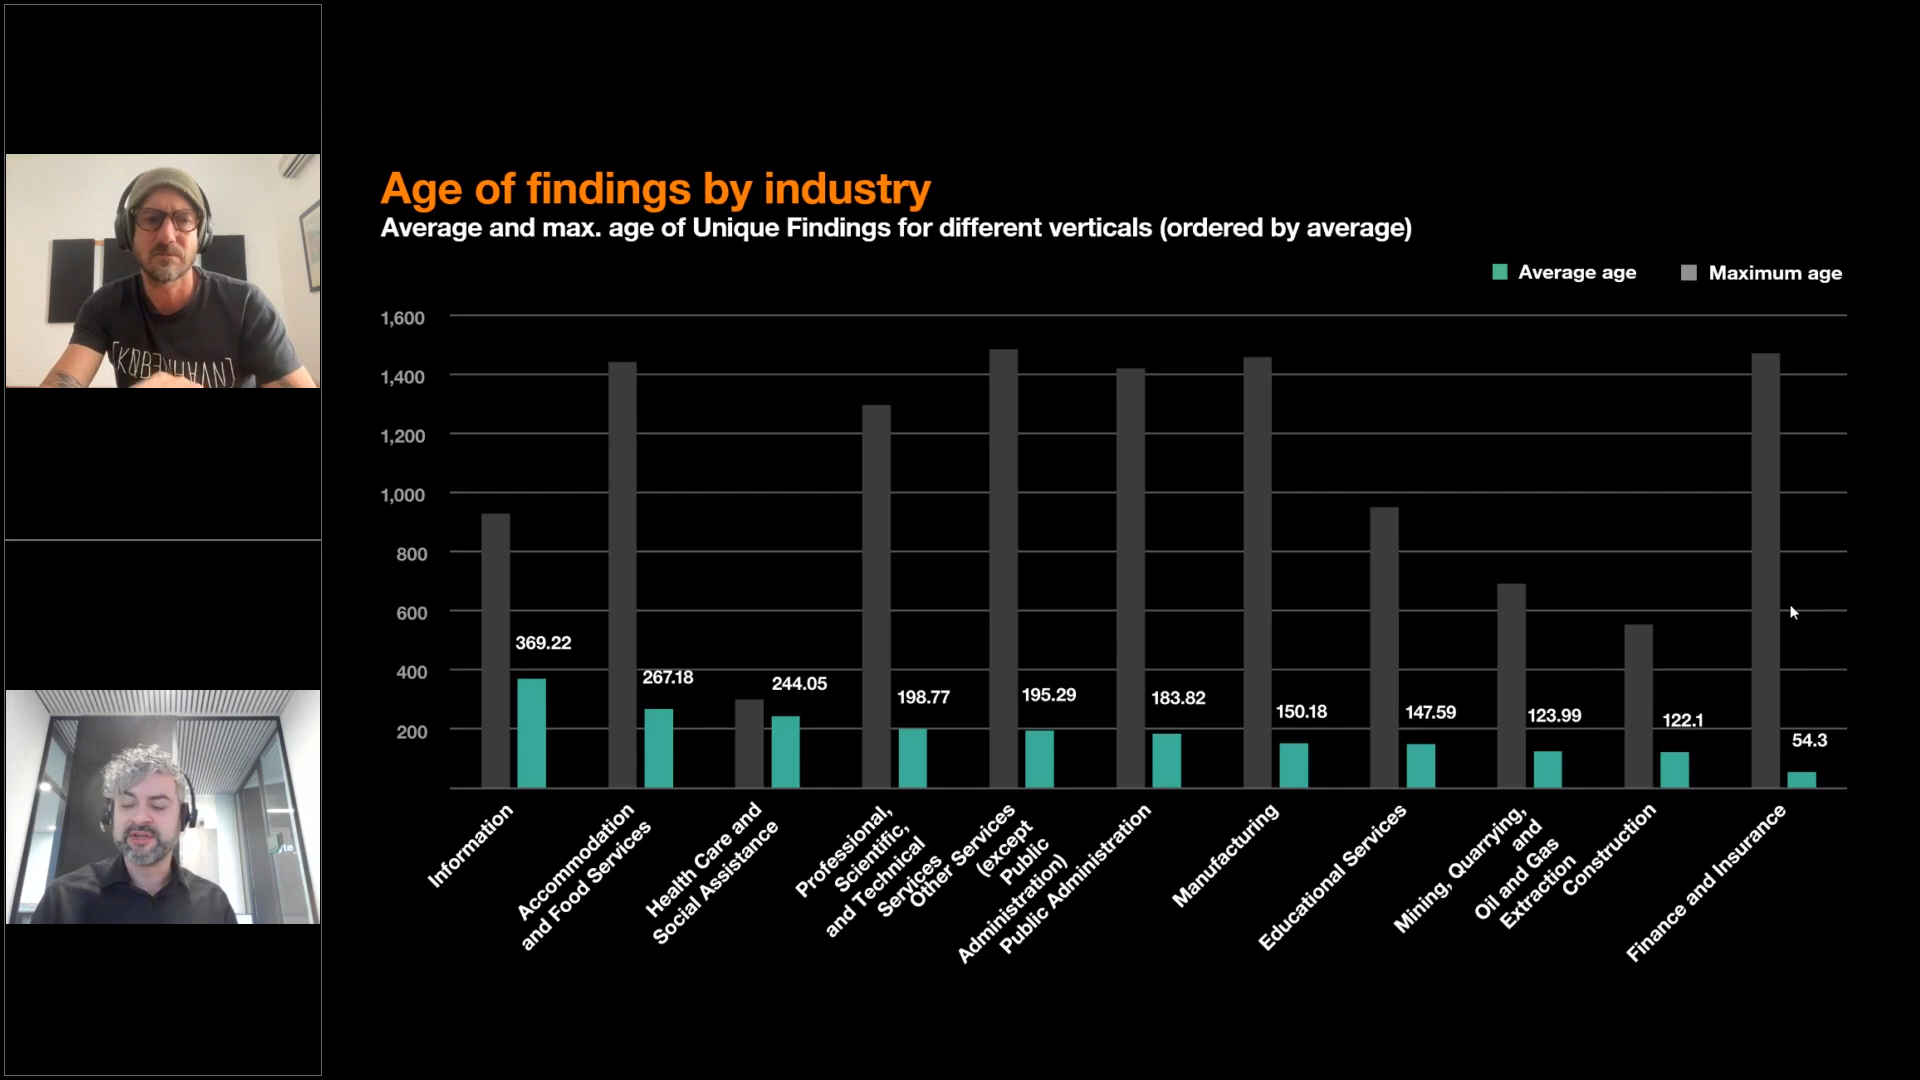 Age of findings by industry
Average and max. age of Unique Findings for different verticals (ordered by average)
Average age
Maximum age
1,600
1,400
1,200
1,000
800
600
400
200
369.22
267.18
244.05
198.77
195.29
183.82
150.18
147.59
123.99
122.1
54.3
Information
Accommodation
and Food Services
Health Care and
Social Assistance
Professional,
Scientific,
and Technical
Services
Other Services
(except
Public
Administration)
Public Administration
Manufacturing
Educational Services
Mining, Quarrying,
and
Oil and Gas
Extraction
Construction
Finance and Insurance
[KØBENHAVN]